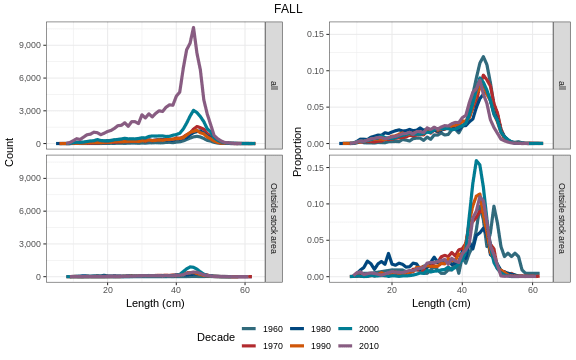 FALL
Count
9,000
6,000
3,000
0
all
9,000
6,000
3,000
0
Outside stock area
20 40 60
Length (cm)
Proportion
0.15
0.10
0.05
0.00
all
0.15
0.10
0.05
0.00
Outside stock area
20 40 60
Length (cm)
Decade
1960 1980 2000
1970 1990 2010